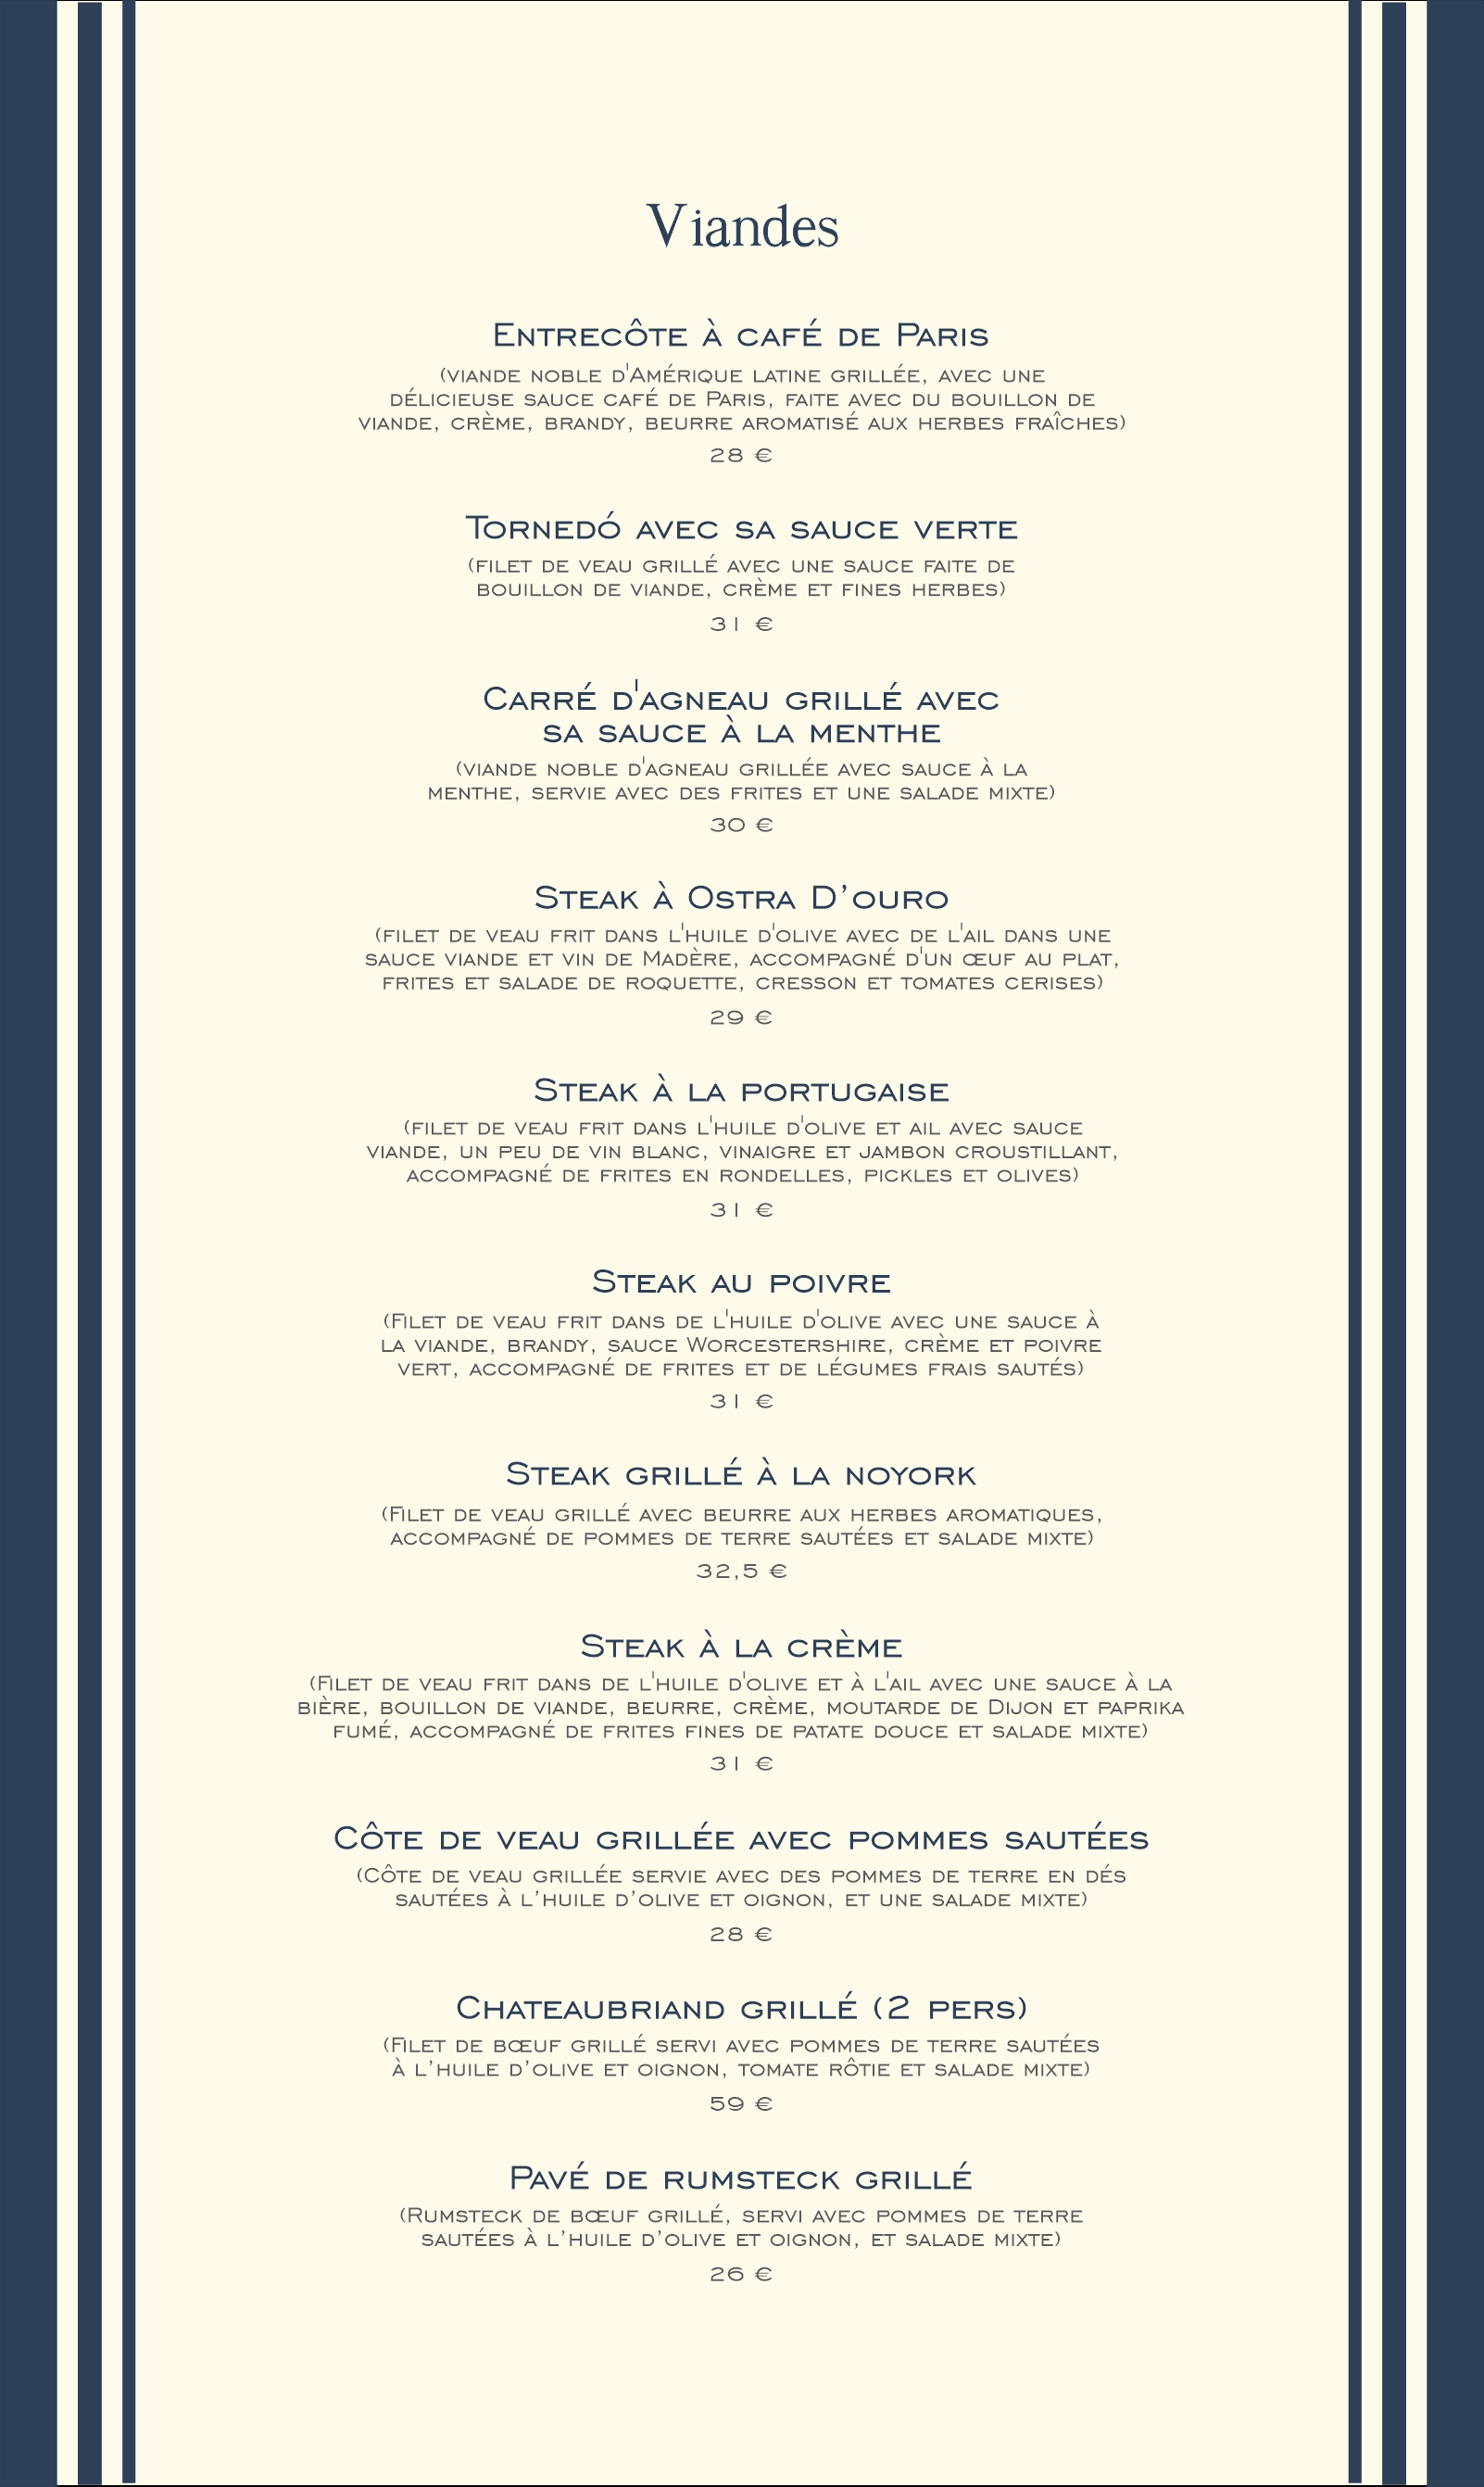 Viandes
Entrecôte à café de Paris
(viande noble d'Amérique latine grillée, avec une
délicieuse sauce café de Paris, faite avec du bouillon de
viande, crème, brandy, beurre aromatisé aux herbes fraîches)
28 €
Tornedó avec sa sauce verte
(filet de veau grillé avec une sauce faite de
bouillon de viande, crème et fines herbes)
31 €
Carré d'agneau grillé avec
sa sauce à la menthe
(viande noble d'agneau grillée avec sauce à la
menthe, servie avec des frites et une salade mixte)
30 €
Steak à Ostra D’ouro
(filet de veau frit dans l'huile d'olive avec de l'ail dans une
sauce viande et vin de Madère, accompagné d'un œuf au plat,
frites et salade de roquette, cresson et tomates cerises)
29 €
Steak à la portugaise
(filet de veau frit dans l'huile d'olive et ail avec sauce
viande, un peu de vin blanc, vinaigre et jambon croustillant,
accompagné de frites en rondelles, pickles et olives)
31 €
Steak au poivre
(Filet de veau frit dans de l'huile d'olive avec une sauce à
la viande, brandy, sauce Worcestershire, crème et poivre
vert, accompagné de frites et de légumes frais sautés)
31 €
Steak grillé à la noyork
(Filet de veau grillé avec beurre aux herbes aromatiques,
accompagné de pommes de terre sautées et salade mixte)
32,5 €
Steak à la crème
(Filet de veau frit dans de l'huile d'olive et à l'ail avec une sauce à la
bière, bouillon de viande, beurre, crème, moutarde de Dijon et paprika
fumé, accompagné de frites fines de patate douce et salade mixte)
31 €
Côte de veau grillée avec pommes sautées
(Côte de veau grillée servie avec des pommes de terre en dés
sautées à l’huile d’olive et oignon, et une salade mixte)
28 €
Chateaubriand grillé (2 pers)
(Filet de bœuf grillé servi avec pommes de terre sautées
à l’huile d’olive et oignon, tomate rôtie et salade mixte)
59 €
Pavé de rumsteck grillé
(Rumsteck de bœuf grillé, servi avec pommes de terre
sautées à l’huile d’olive et oignon, et salade mixte)
26 €